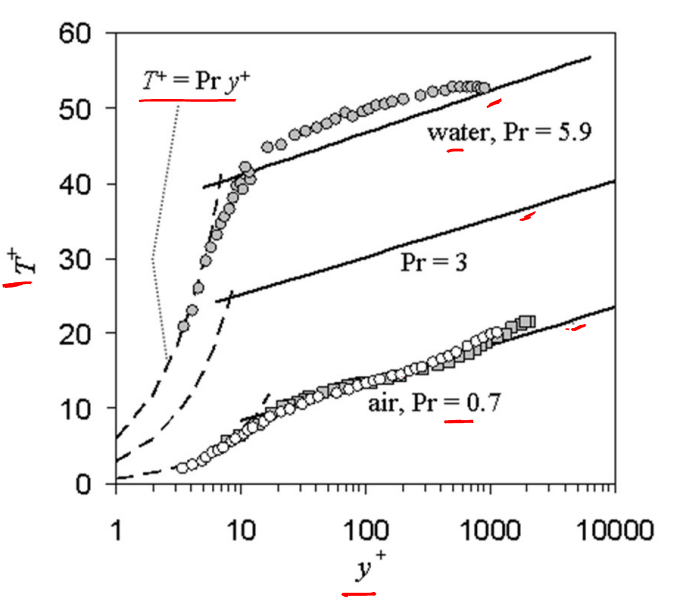 60
T⁺ = Pr y⁺
50
water, Pr = 5.9
40
T⁺
30
Pr = 3
20
10
air, Pr = 0.7
0
1 10 100 1000 10000
y⁺